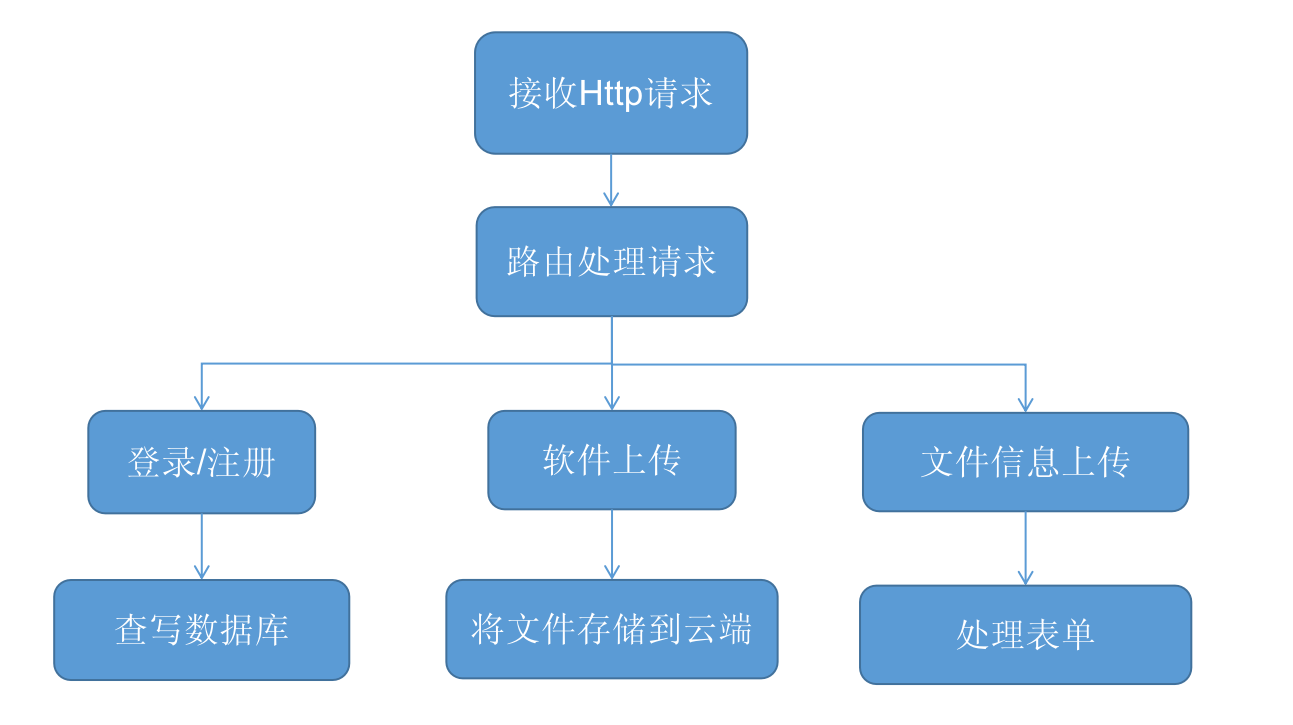 接收Http请求
路由处理请求
登录/注册
软件上传
文件信息上传
查写数据库
将文件存储到云端
处理表单